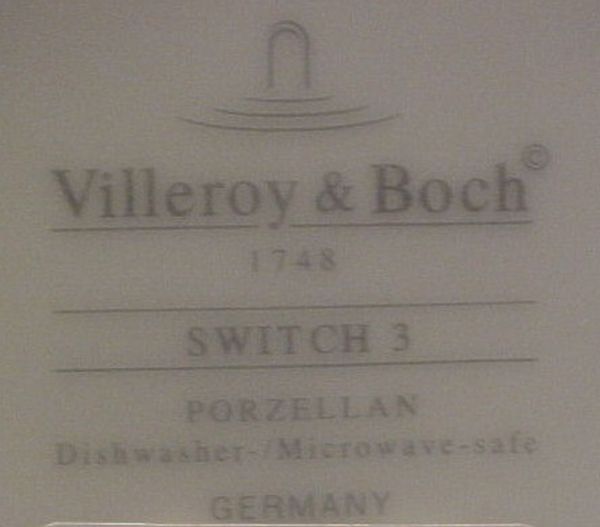 Villeroy & Boch©
1748
SWITCH 3
PORZELLAN
Dishwasher-/Microwave-safe
GERMANY